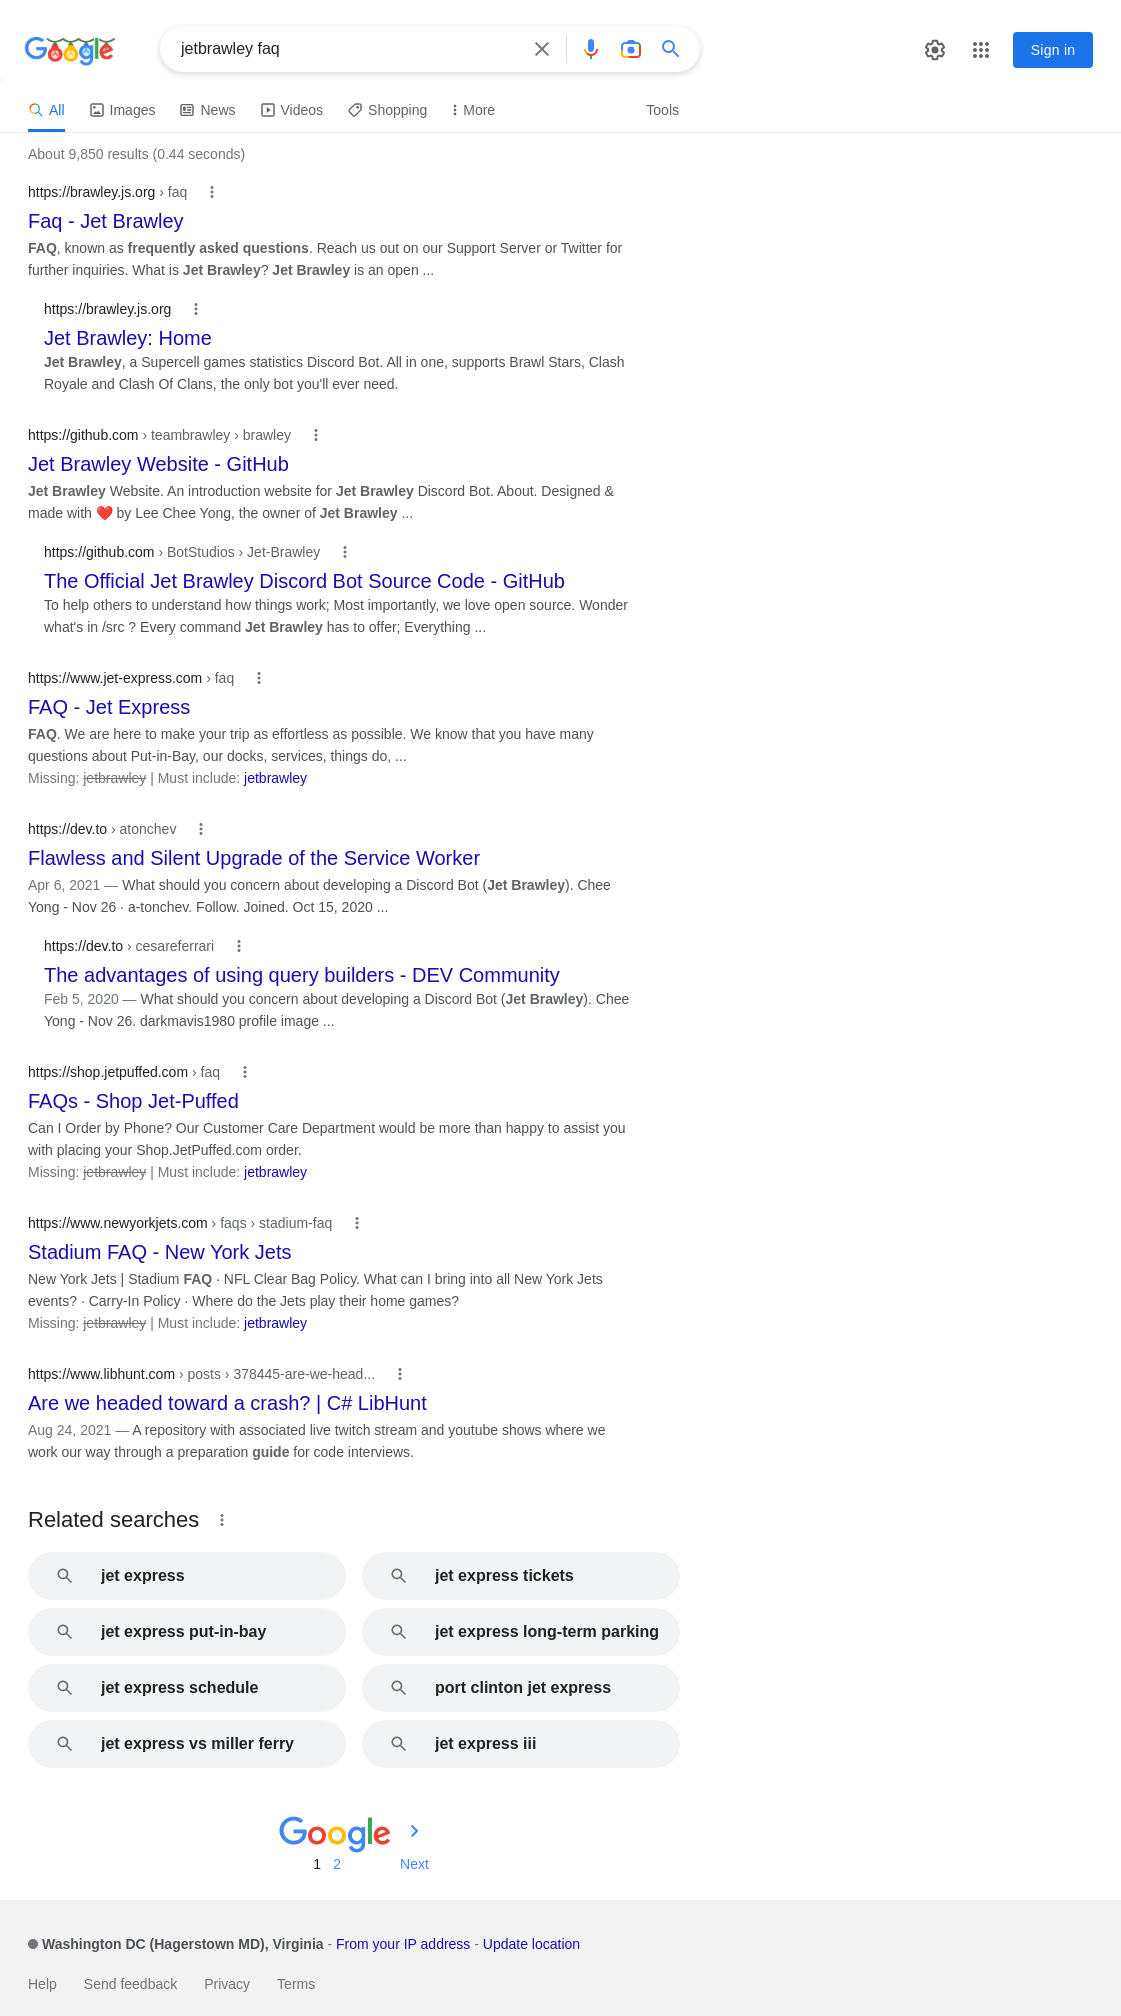 Google
jetbrawley faq
Sign in
All Images News Videos Shopping More Tools
About 9,850 results (0.44 seconds)
https://brawley.js.org › faq
Faq - Jet Brawley
FAQ, known as frequently asked questions. Reach us out on our Support Server or Twitter for
further inquiries. What is Jet Brawley? Jet Brawley is an open ...
https://brawley.js.org
Jet Brawley: Home
Jet Brawley, a Supercell games statistics Discord Bot. All in one, supports Brawl Stars, Clash
Royale and Clash Of Clans, the only bot you'll ever need.
https://github.com › teambrawley › brawley
Jet Brawley Website - GitHub
Jet Brawley Website. An introduction website for Jet Brawley Discord Bot. About. Designed &
made with ❤️ by Lee Chee Yong, the owner of Jet Brawley ...
https://github.com › BotStudios › Jet-Brawley
The Official Jet Brawley Discord Bot Source Code - GitHub
To help others to understand how things work; Most importantly, we love open source. Wonder
what's in /src ? Every command Jet Brawley has to offer; Everything ...
https://www.jet-express.com › faq
FAQ - Jet Express
FAQ. We are here to make your trip as effortless as possible. We know that you have many
questions about Put-in-Bay, our docks, services, things do, ...
Missing: jetbrawley | Must include: jetbrawley
https://dev.to › atonchev
Flawless and Silent Upgrade of the Service Worker
Apr 6, 2021 — What should you concern about developing a Discord Bot (Jet Brawley). Chee
Yong - Nov 26 · a-tonchev. Follow. Joined. Oct 15, 2020 ...
https://dev.to › cesareferrari
The advantages of using query builders - DEV Community
Feb 5, 2020 — What should you concern about developing a Discord Bot (Jet Brawley). Chee
Yong - Nov 26. darkmavis1980 profile image ...
https://shop.jetpuffed.com › faq
FAQs - Shop Jet-Puffed
Can I Order by Phone? Our Customer Care Department would be more than happy to assist you
with placing your Shop.JetPuffed.com order.
Missing: jetbrawley | Must include: jetbrawley
https://www.newyorkjets.com › faqs › stadium-faq
Stadium FAQ - New York Jets
New York Jets | Stadium FAQ · NFL Clear Bag Policy. What can I bring into all New York Jets
events? · Carry-In Policy · Where do the Jets play their home games?
Missing: jetbrawley | Must include: jetbrawley
https://www.libhunt.com › posts › 378445-are-we-head...
Are we headed toward a crash? | C# LibHunt
Aug 24, 2021 — A repository with associated live twitch stream and youtube shows where we
work our way through a preparation guide for code interviews.
Related searches
jet express jet express tickets
jet express put-in-bay jet express long-term parking
jet express schedule port clinton jet express
jet express vs miller ferry jet express iii
Google
1 2 Next
Washington DC (Hagerstown MD), Virginia - From your IP address - Update location
Help Send feedback Privacy Terms